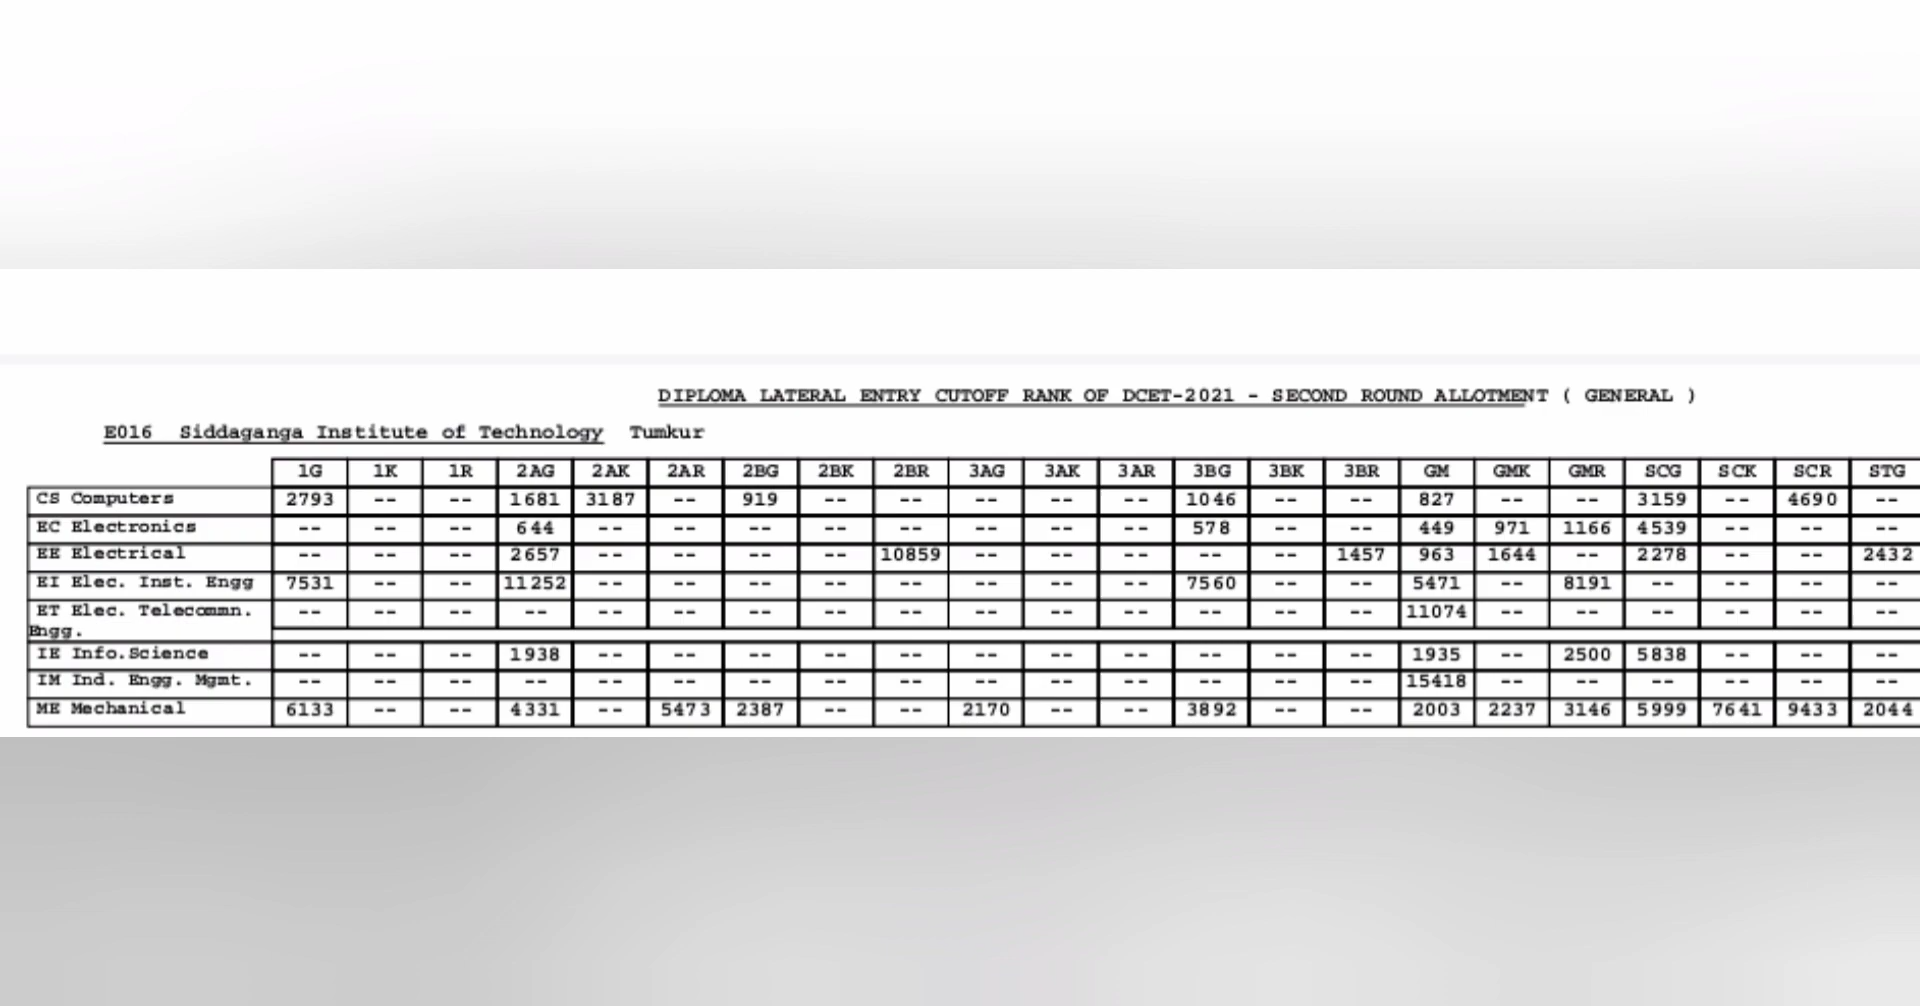 DIPLOMA LATERAL ENTRY CUTOFF RANK OF DCET-2021 - SECOND ROUND ALLOTMENT ( GENERAL )
E016 Siddaganga Institute of Technology Tumkur
1G 1K 1R 2AG 2AK 2AR 2BG 2BK 2BR 3AG 3AK 3AR 3BG 3BK 3BR GM GMK GMR SCG SCK SCR STG
CS Computers 2793 -- -- 1681 3187 -- 919 -- -- -- -- -- 1046 -- -- 827 -- -- 3159 -- 4690 --
EC Electronics -- -- -- 644 -- -- -- -- -- -- -- -- 578 -- -- 449 971 1166 4539 -- -- --
EE Electrical -- -- -- 2657 -- -- -- -- 10859 -- -- -- -- -- 1457 963 1644 -- 2278 -- -- 2432
EI Elec. Inst. Engg 7531 -- -- 11252 -- -- -- -- -- -- -- -- 7560 -- -- 5471 -- 8191 -- -- -- --
ET Elec. Telecommn. -- -- -- -- -- -- -- -- -- -- -- -- -- -- -- 11074 -- -- -- -- -- --
Engg.
IE Info.Science -- -- -- 1938 -- -- -- -- -- -- -- -- -- -- -- 1935 -- 2500 5838 -- -- --
IM Ind. Engg. Mgmt. -- -- -- -- -- -- -- -- -- -- -- -- -- -- -- 15418 -- -- -- -- -- --
ME Mechanical 6133 -- -- 4331 -- 5473 2387 -- -- 2170 -- -- 3892 -- -- 2003 2237 3146 5999 7641 9433 2044